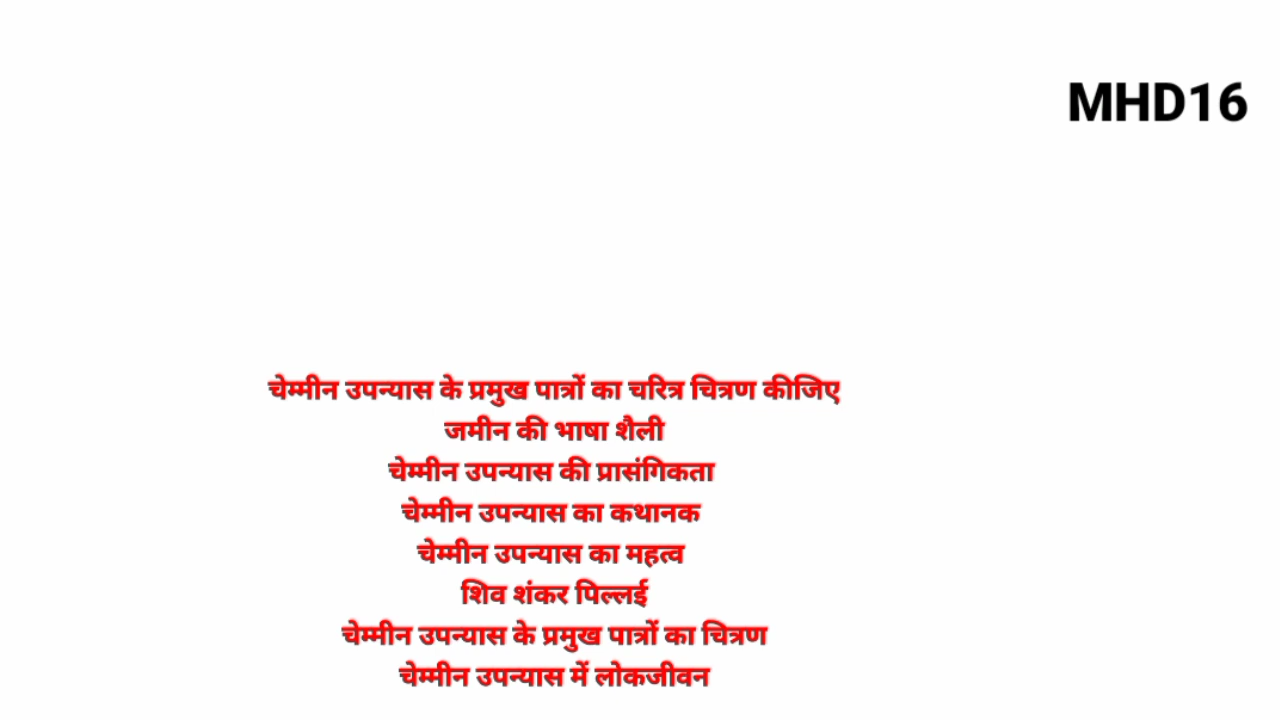 MHD16
चेम्मीन उपन्यास के प्रमुख पात्रों का चरित्र चित्रण कीजिए
जमीन की भाषा शैली
चेम्मीन उपन्यास की प्रासंगिकता
चेम्मीन उपन्यास का कथानक
चेम्मीन उपन्यास का महत्व
शिव शंकर पिल्लई
चेम्मीन उपन्यास के प्रमुख पात्रों का चित्रण
चेम्मीन उपन्यास में लोकजीवन